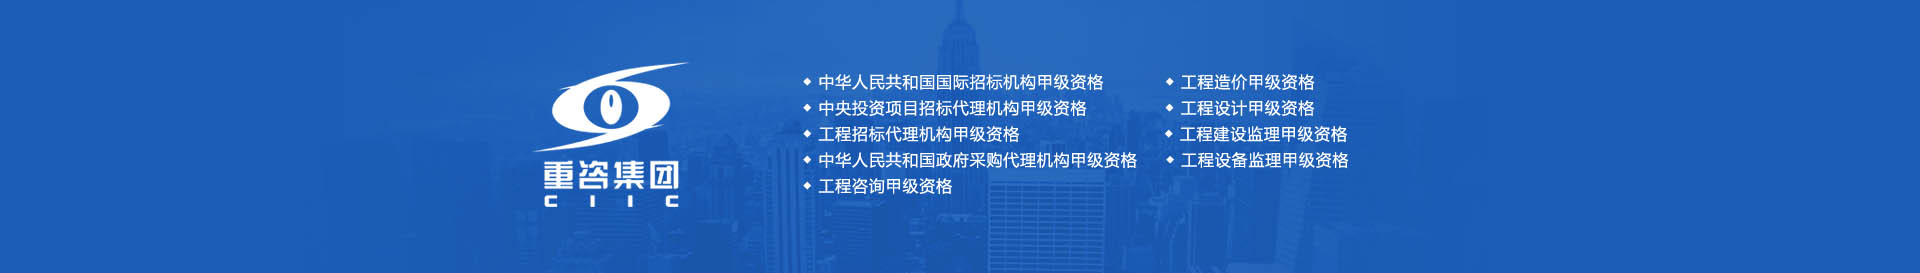 重咨集团
CIIC
中华人民共和国国际招标机构甲级资格
中央投资项目招标代理机构甲级资格
工程招标代理机构甲级资格
中华人民共和国政府采购代理机构甲级资格
工程咨询甲级资格
工程造价甲级资格
工程设计甲级资格
工程建设监理甲级资格
工程设备监理甲级资格